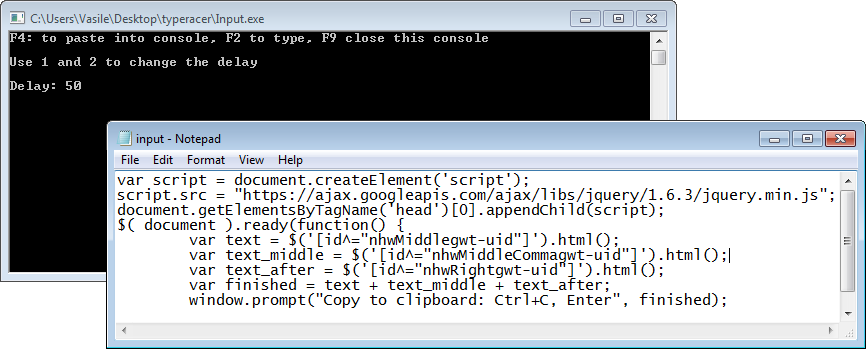 C:\Users\Vasile\Desktop\typeracer\Input.exe
F4: to paste into console, F2 to type, F9 close this console
Use 1 and 2 to change the delay
Delay: 50
input - Notepad
File Edit Format View Help
var script = document.createElement('script');
script.src = "https://ajax.googleapis.com/ajax/libs/jquery/1.6.3/jquery.min.js";
document.getElementsByTagName('head')[0].appendChild(script);
$( document ).ready(function() {
        var text = $('[id^="nhwMiddlegwt-uid"]').html();
        var text_middle = $('[id^="nhwMiddleCommagwt-uid"]').html();
        var text_after = $('[id^="nhwRightgwt-uid"]').html();
        var finished = text + text_middle + text_after;
        window.prompt("Copy to clipboard: Ctrl+C, Enter", finished);